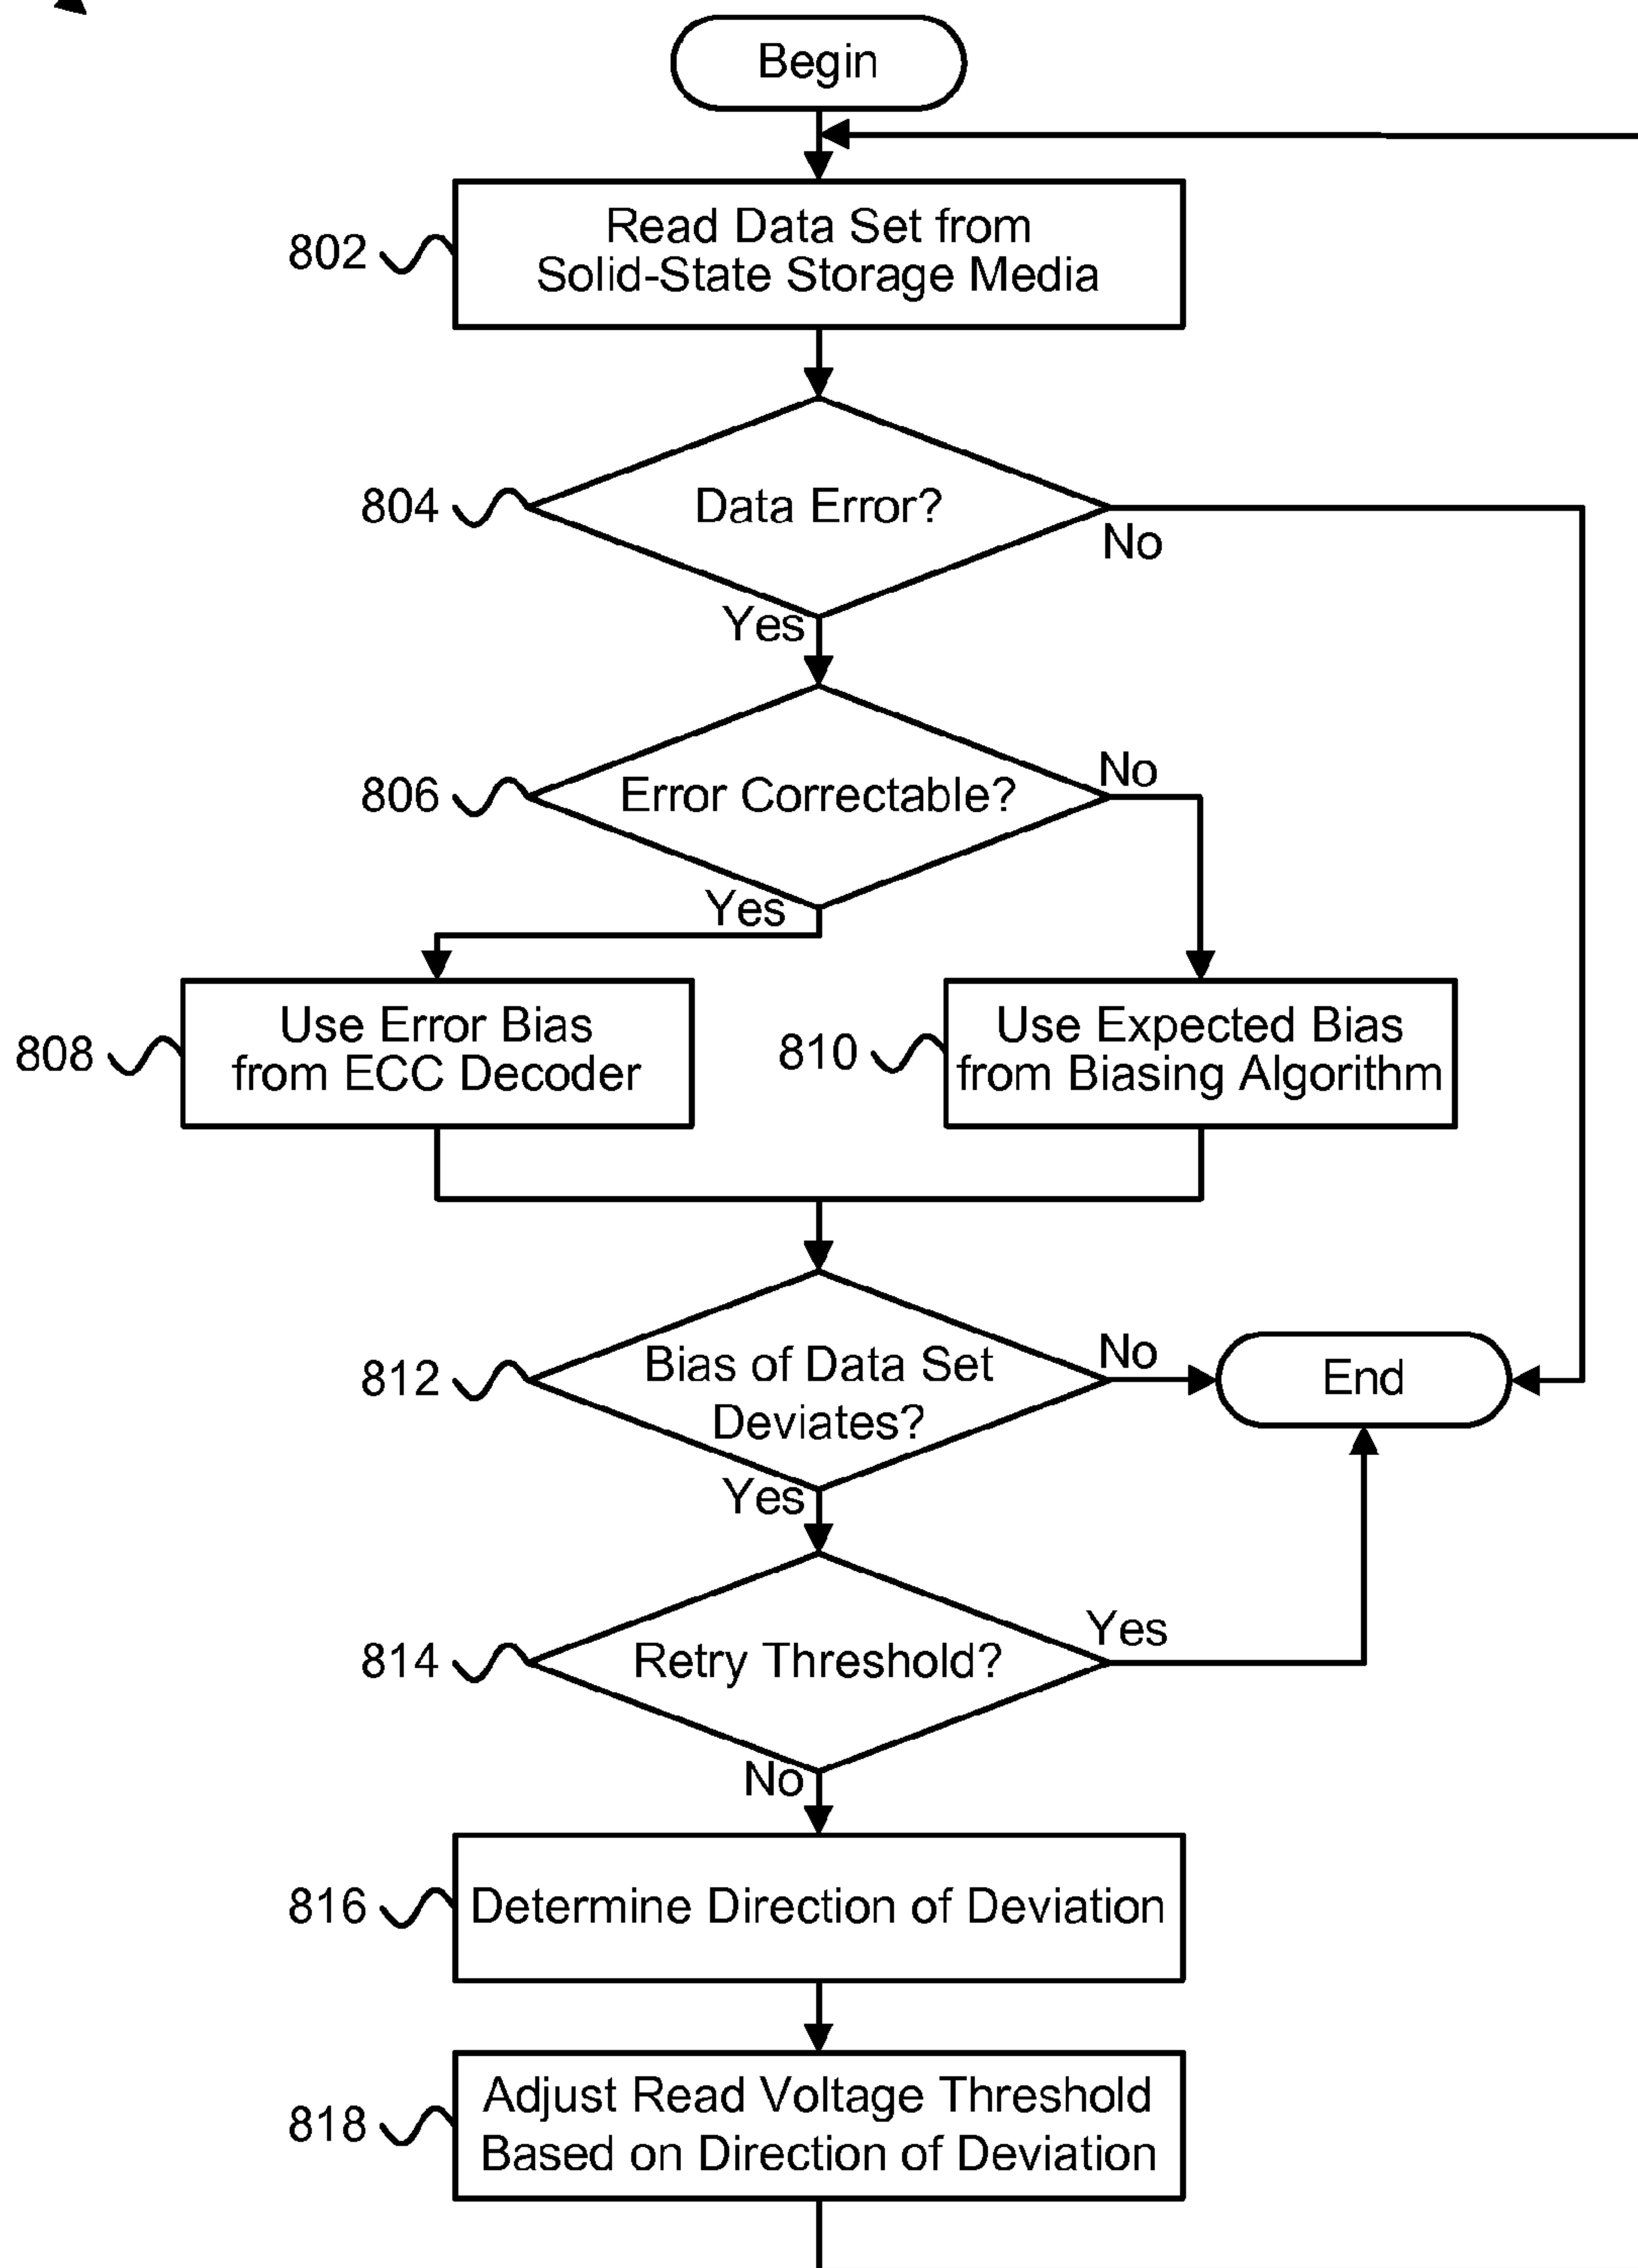 Begin
802
Read Data Set from
Solid-State Storage Media
804
Data Error?
No
Yes
806
Error Correctable?
No
Yes
808
Use Error Bias
from ECC Decoder
810
Use Expected Bias
from Biasing Algorithm
812
Bias of Data Set
Deviates?
No
End
Yes
814
Retry Threshold?
Yes
No
816
Determine Direction of Deviation
818
Adjust Read Voltage Threshold
Based on Direction of Deviation